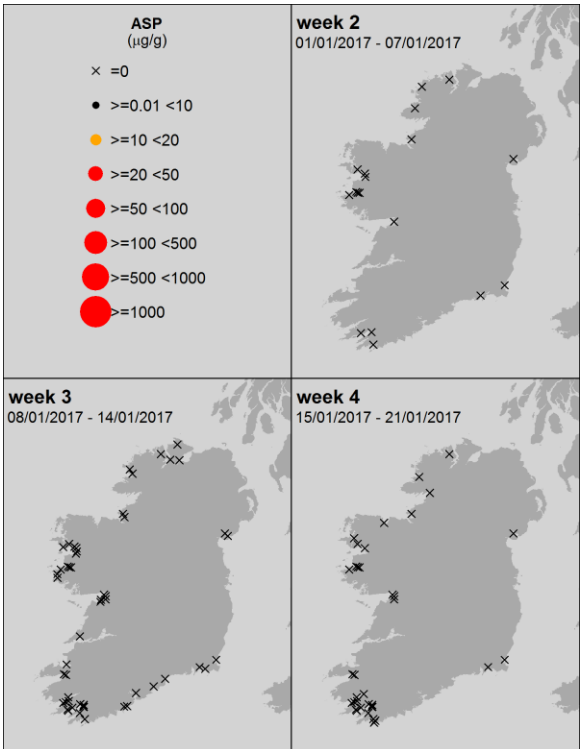 ASP
(µg/g)
=0
>=0.01 <10
>=10 <20
>=20 <50
>=50 <100
>=100 <500
>=500 <1000
>=1000
week 2
01/01/2017 - 07/01/2017
week 3
08/01/2017 - 14/01/2017
week 4
15/01/2017 - 21/01/2017